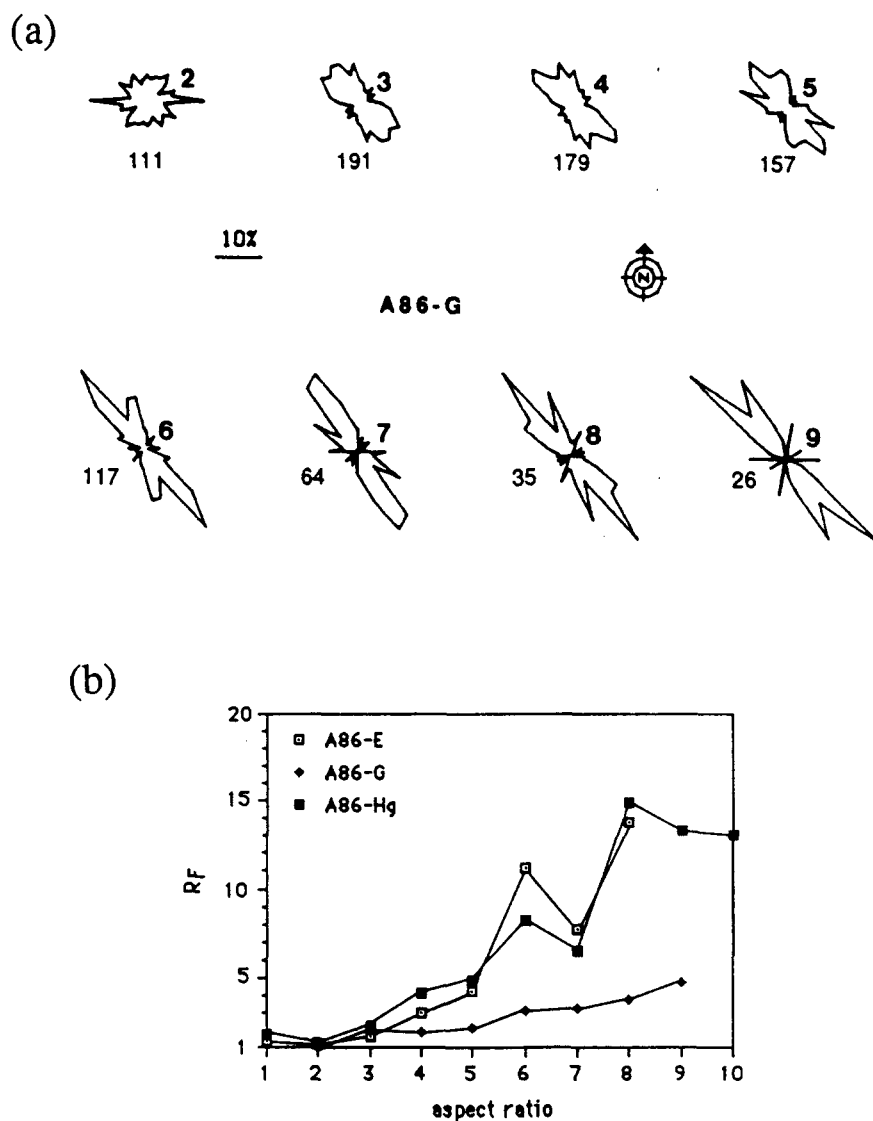 (a)
2 3 4 5
111 191 179 157
10%
N
A86-G
6 7 8 9
117 64 35 26
(b)
20
A86-E
A86-G
A86-Hg
15
RF
10
5
1
1 2 3 4 5 6 7 8 9 10
aspect ratio